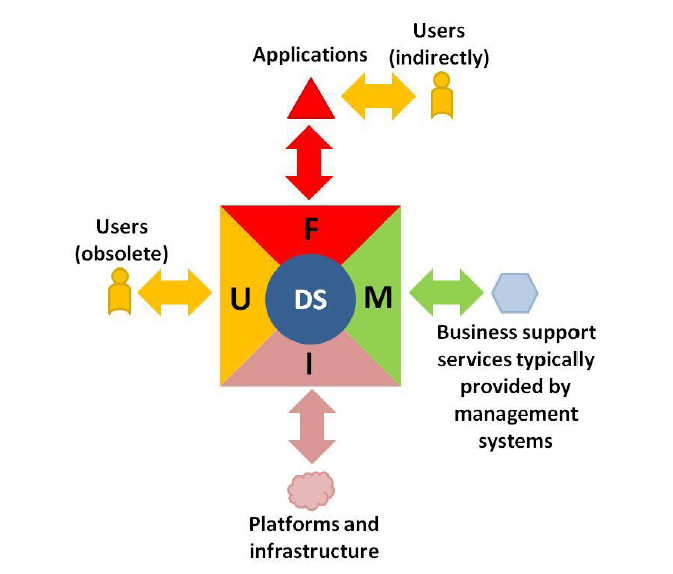 Users
(indirectly)
Applications
F
Users
(obsolete)
U
DS
M
I
Business support
services typically
provided by
management
systems
Platforms and
infrastructure